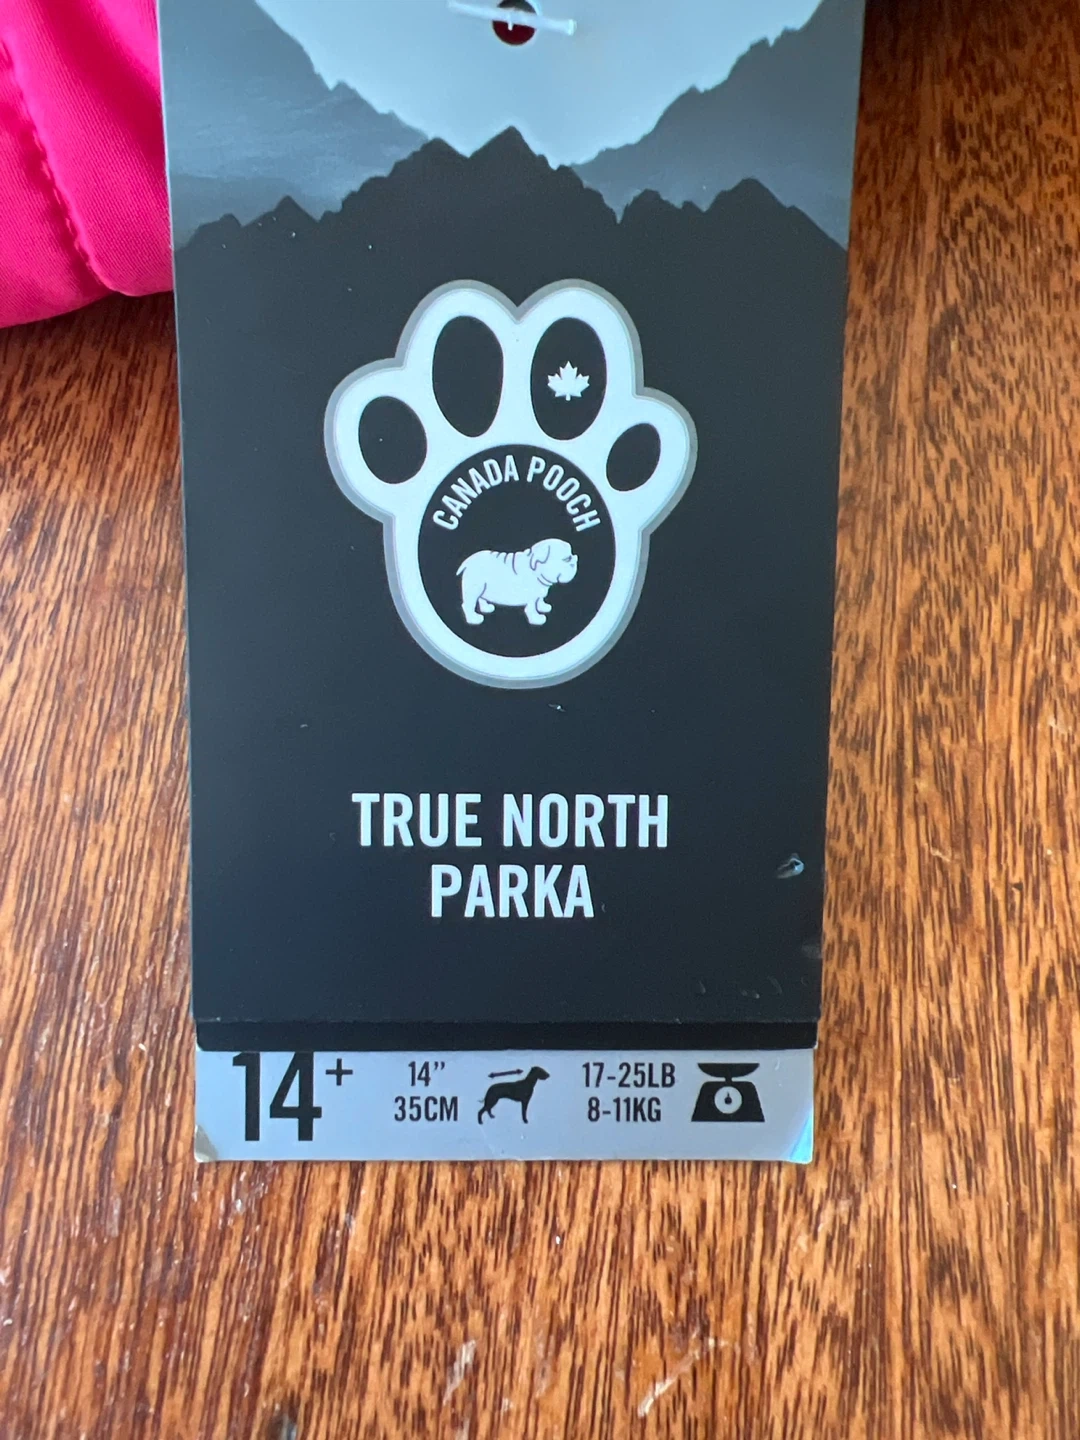 CANADA POOCH
TRUE NORTH
PARKA
14+
14”
35CM
17-25LB
8-11KG